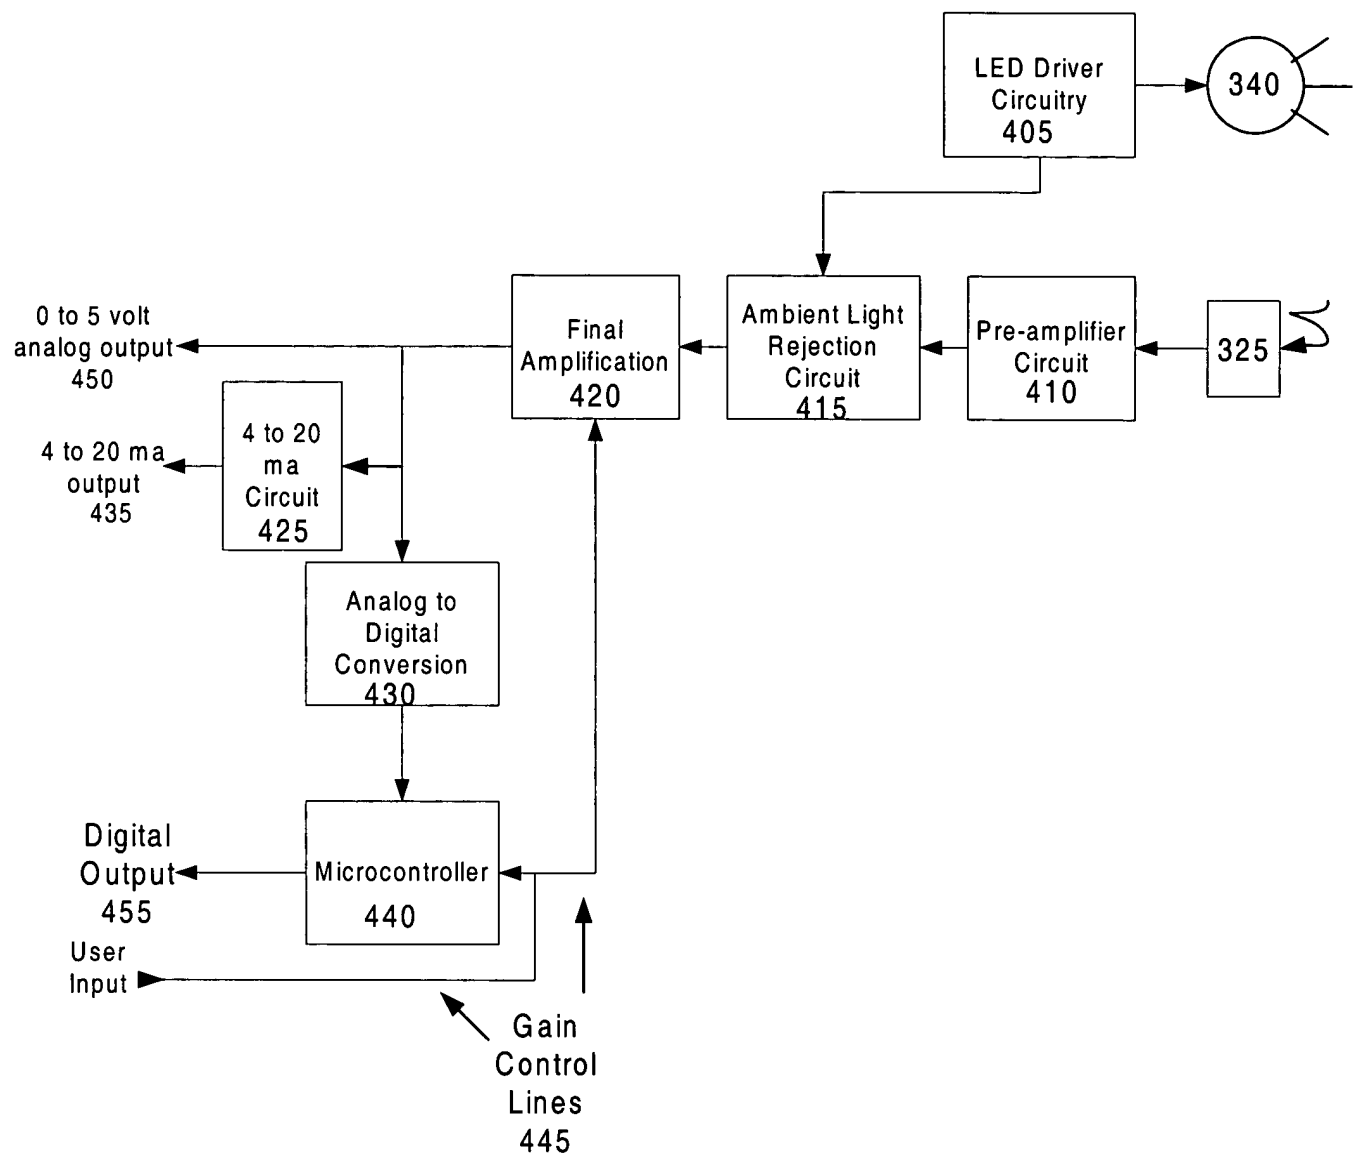 LED Driver
Circuitry
405
340
0 to 5 volt
analog output
450
Final
Amplification
420
Ambient Light
Rejection
Circuit
415
Pre-amplifier
Circuit
410
325
4 to 20 ma
output
435
4 to 20
ma
Circuit
425
Analog to
Digital
Conversion
430
Digital
Output
455
Microcontroller
440
User
Input
Gain
Control
Lines
445